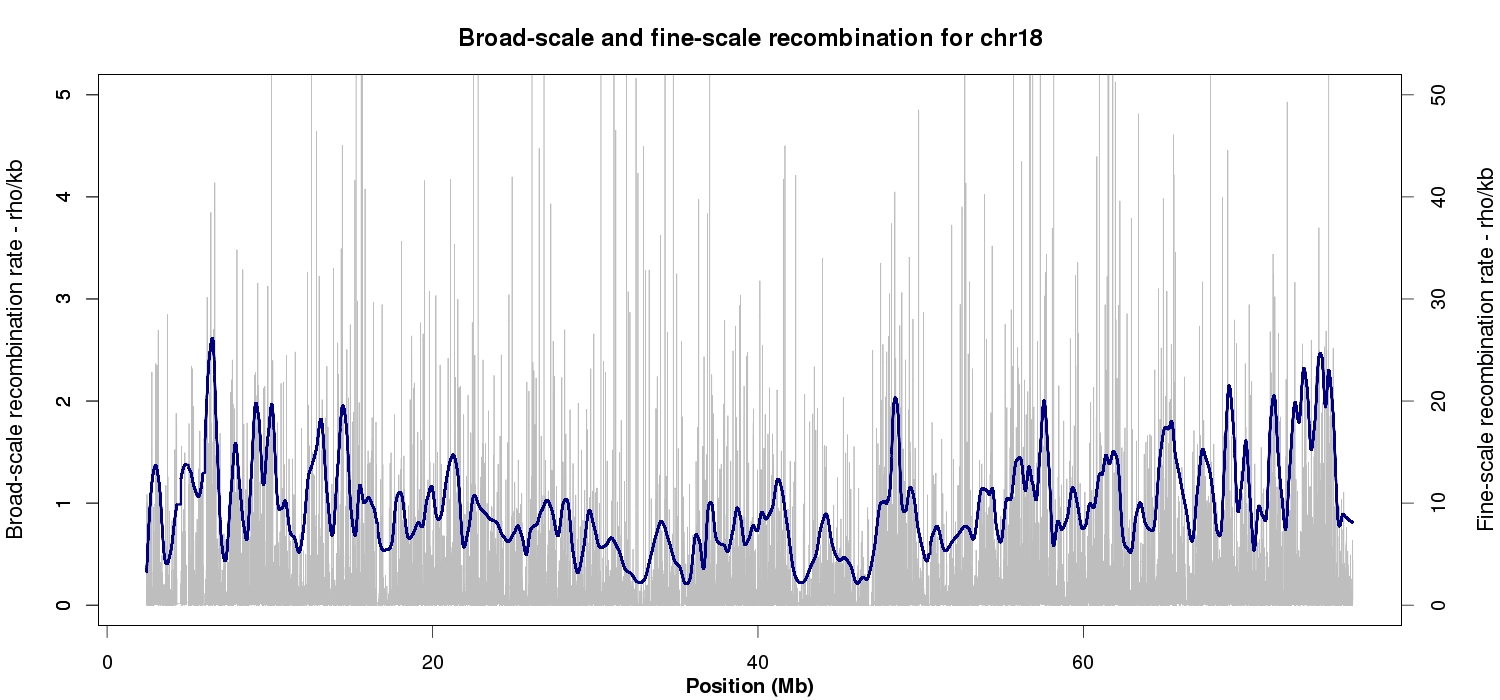 Broad-scale and fine-scale recombination for chr18
Broad-scale recombination rate - rho/kb
0 1 2 3 4 5
Fine-scale recombination rate - rho/kb
0 10 20 30 40 50
0 20 40 60
Position (Mb)